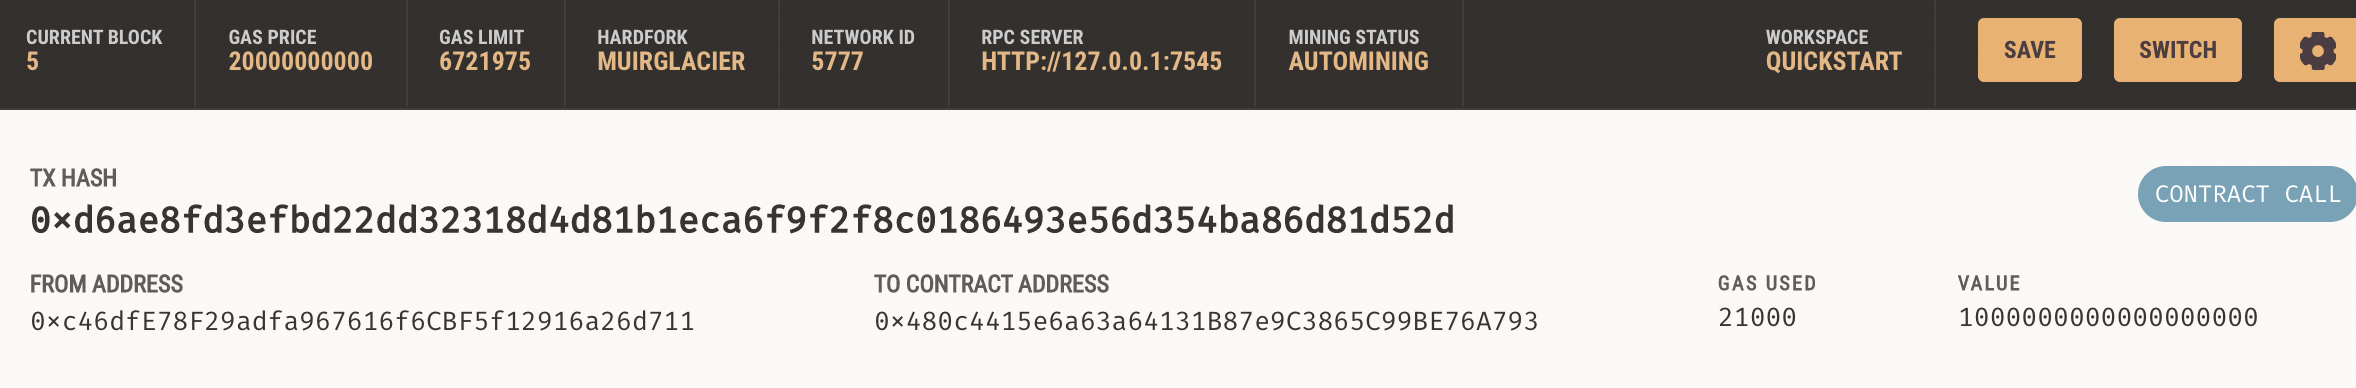 CURRENT BLOCK GAS PRICE GAS LIMIT HARDFORK NETWORK ID RPC SERVER MINING STATUS WORKSPACE
5 20000000000 6721975 MUIRGLACIER 5777 HTTP://127.0.0.1:7545 AUTOMINING QUICKSTART SAVE SWITCH
TX HASH
0×d6ae8fd3efbd22dd32318d4d81b1eca6f9f2f8c0186493e56d354ba86d81d52d CONTRACT CALL
FROM ADDRESS TO CONTRACT ADDRESS GAS USED VALUE
0×c46dfE78F29adfa967616f6CBF5f12916a26d711 0×480c4415e6a63a64131B87e9C3865C99BE76A793 21000 1000000000000000000